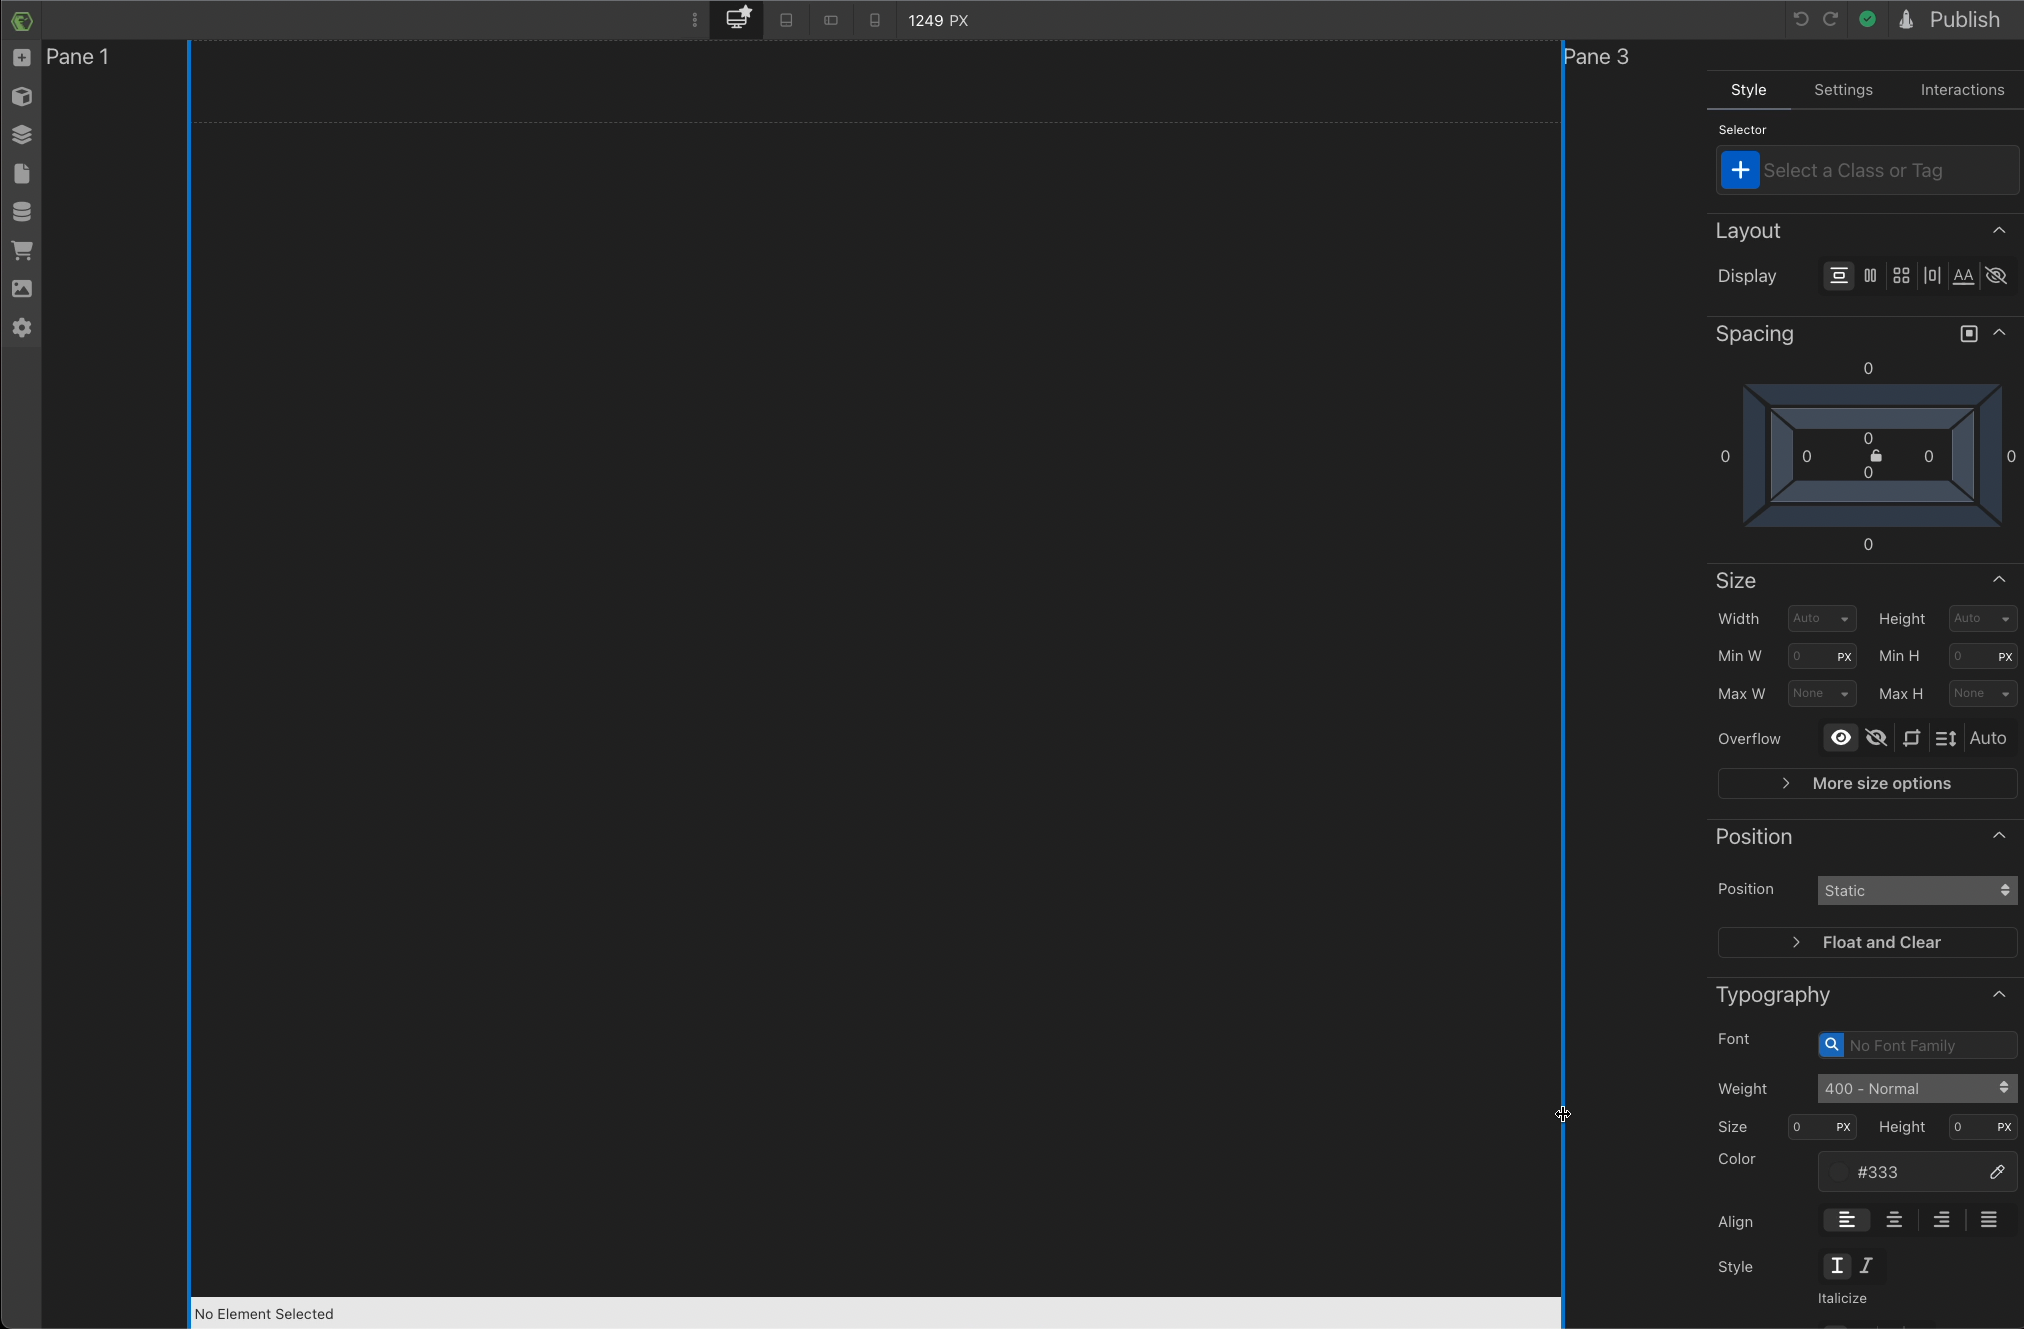 1249 PX
Publish
Pane 1
Pane 3
Style Settings Interactions
Selector
Select a Class or Tag
Layout
Display AA
Spacing
0
0
0 0 0 0
0
0
Size
Width Auto Height Auto
Min W 0 PX Min H 0 PX
Max W None Max H None
Overflow Auto
More size options
Position
Position Static
Float and Clear
Typography
Font No Font Family
Weight 400 - Normal
Size 0 PX Height 0 PX
Color #333
Align
Style I I
Italicize
No Element Selected